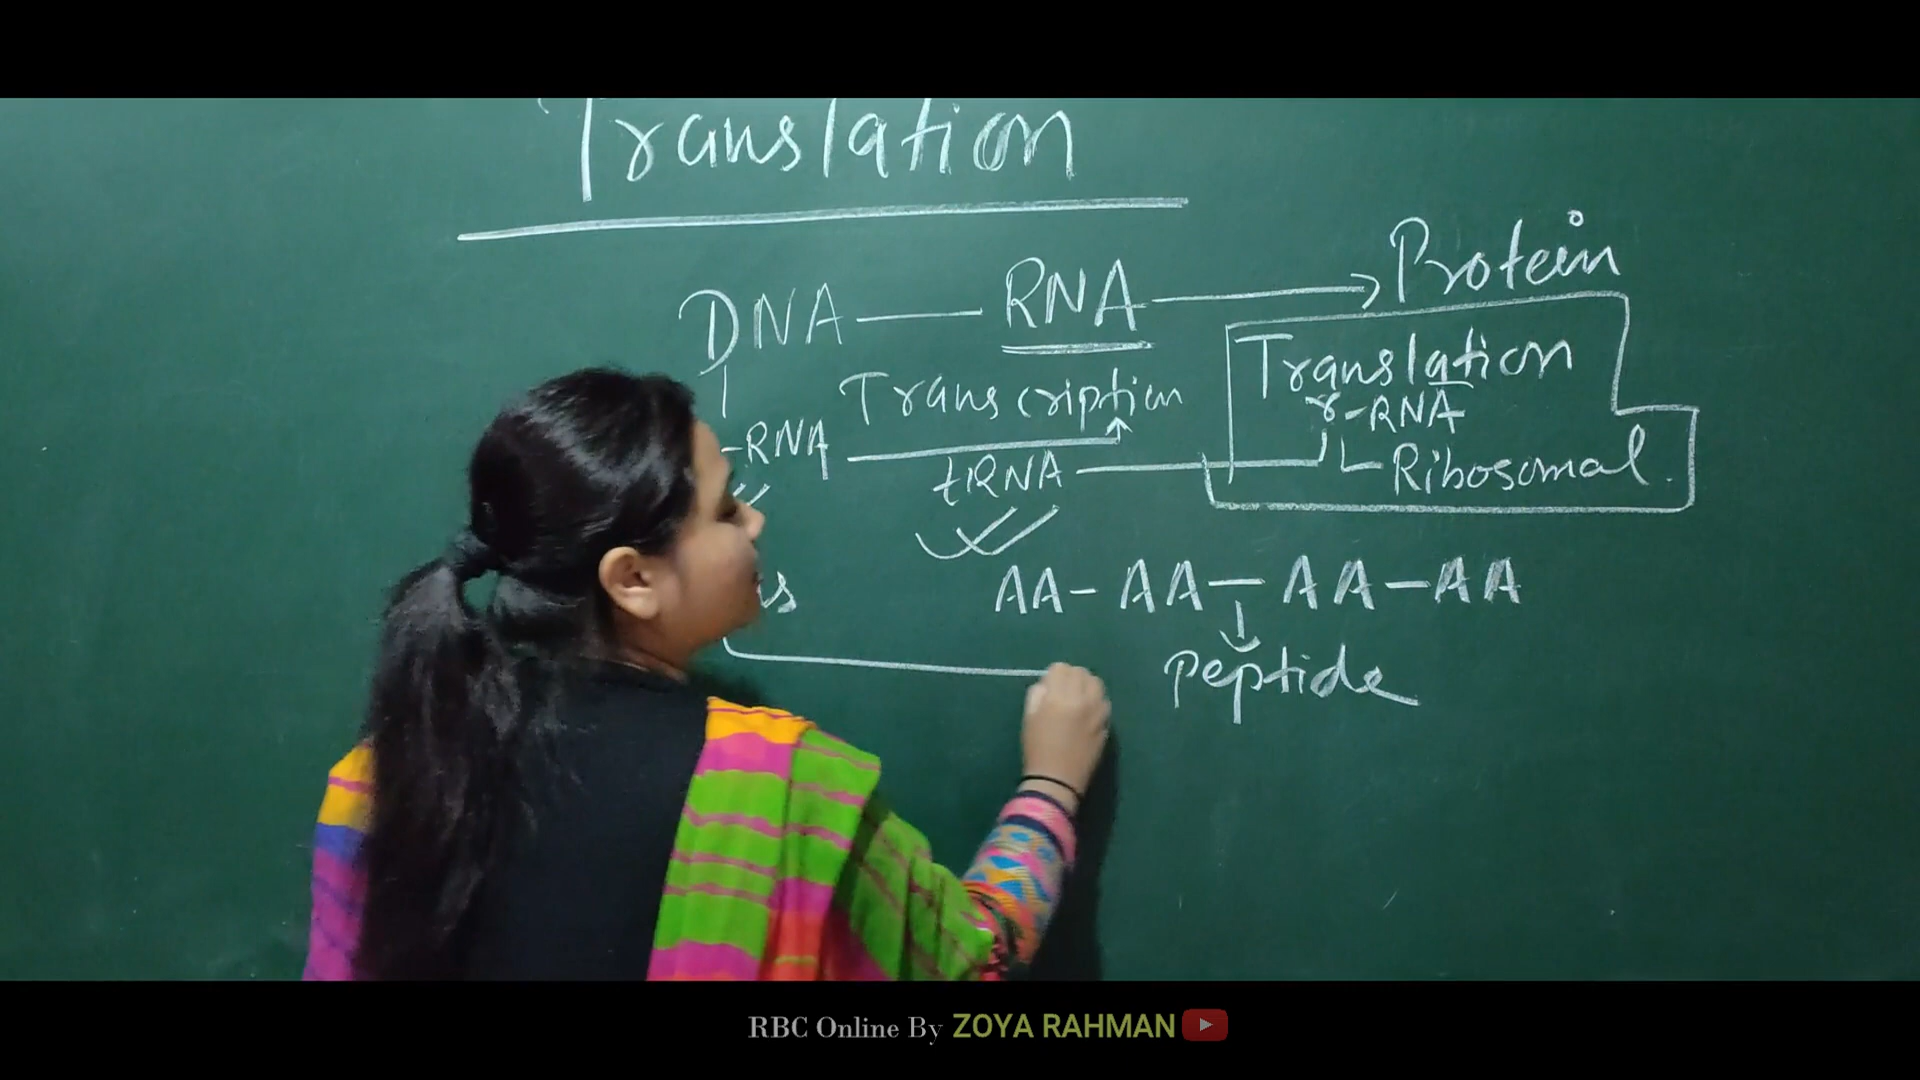 Translation
DNA — RNA → Protein
Transcription
Translation
r-RNA
Ribosomal
-RNA
tRNA
AA - AA — AA — AA
Peptide
RBC Online By ZOYA RAHMAN